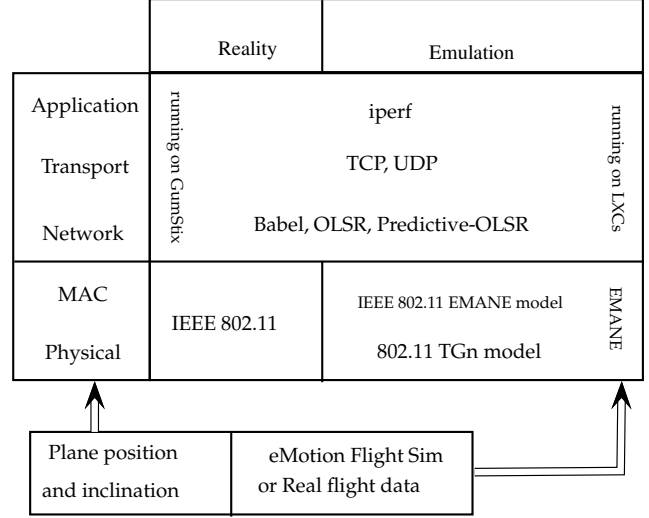 Reality
Emulation
Application
running on GumStix
iperf
running on LXCs
Transport
TCP, UDP
Network
Babel, OLSR, Predictive-OLSR
MAC
IEEE 802.11
IEEE 802.11 EMANE model
EMANE
Physical
802.11 TGn model
Plane position
and inclination
eMotion Flight Sim
or Real flight data